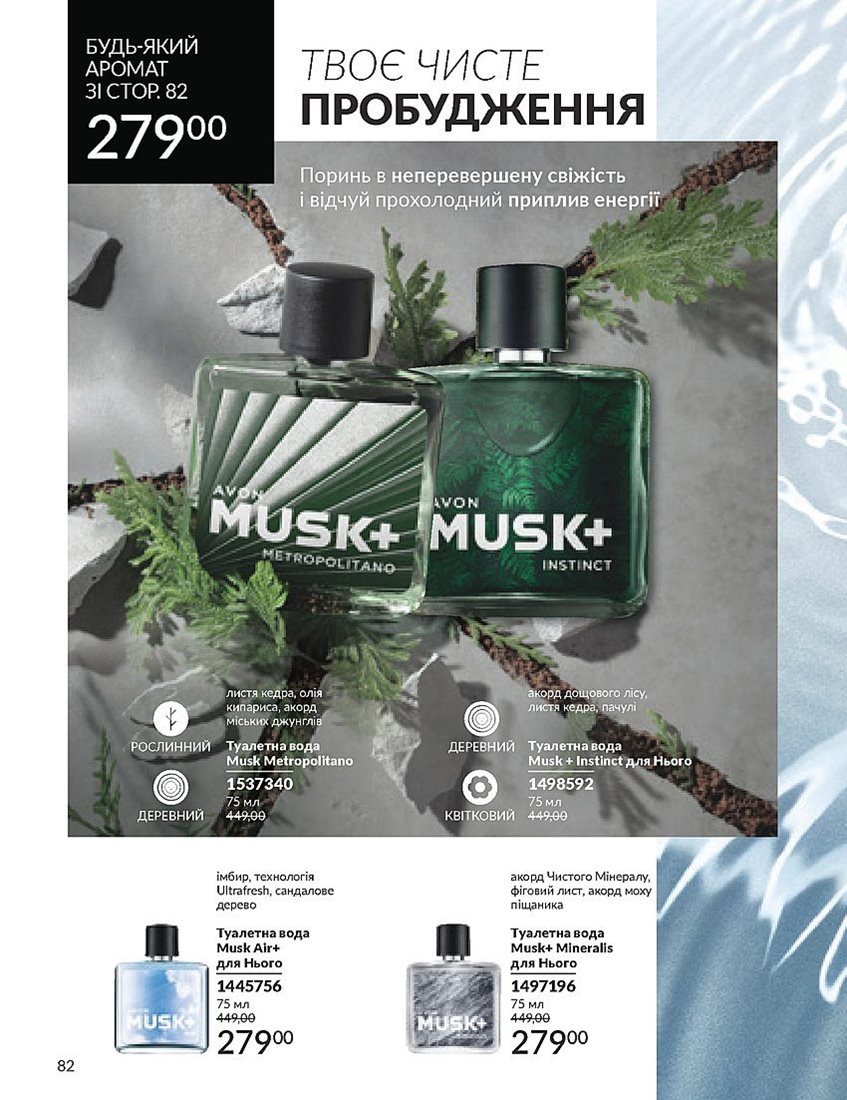 БУДЬ-ЯКИЙ
АРОМАТ
ЗІ СТОР. 82
279⁰⁰
ТВОЄ ЧИСТЕ
ПРОБУДЖЕННЯ
Поринь в неперевершену свіжість
і відчуй прохолодний приплив енергії
AVON
MUSK+
METROPOLITANO
AVON
MUSK+
INSTINCT
РОСЛИННИЙ
ДЕРЕВНИЙ
листя кедра, олія
кипариса, акорд
міських джунглів
Туалетна вода
Musk Metropolitano
1537340
75 мл
449,00
ДЕРЕВНИЙ
КВІТКОВИЙ
акорд дощового лісу,
листя кедра, пачулі
Туалетна вода
Musk + Instinct для Нього
1498592
75 мл
449,00
імбир, технологія
Ultrafresh, сандалове
дерево
Туалетна вода
Musk Air+
для Нього
1445756
75 мл
449,00
279⁰⁰
MUSK+
акорд Чистого Мінералу,
фіговий лист, акорд моху
піщаника
Туалетна вода
Musk+ Mineralis
для Нього
1497196
75 мл
449,00
279⁰⁰
MUSK+
82